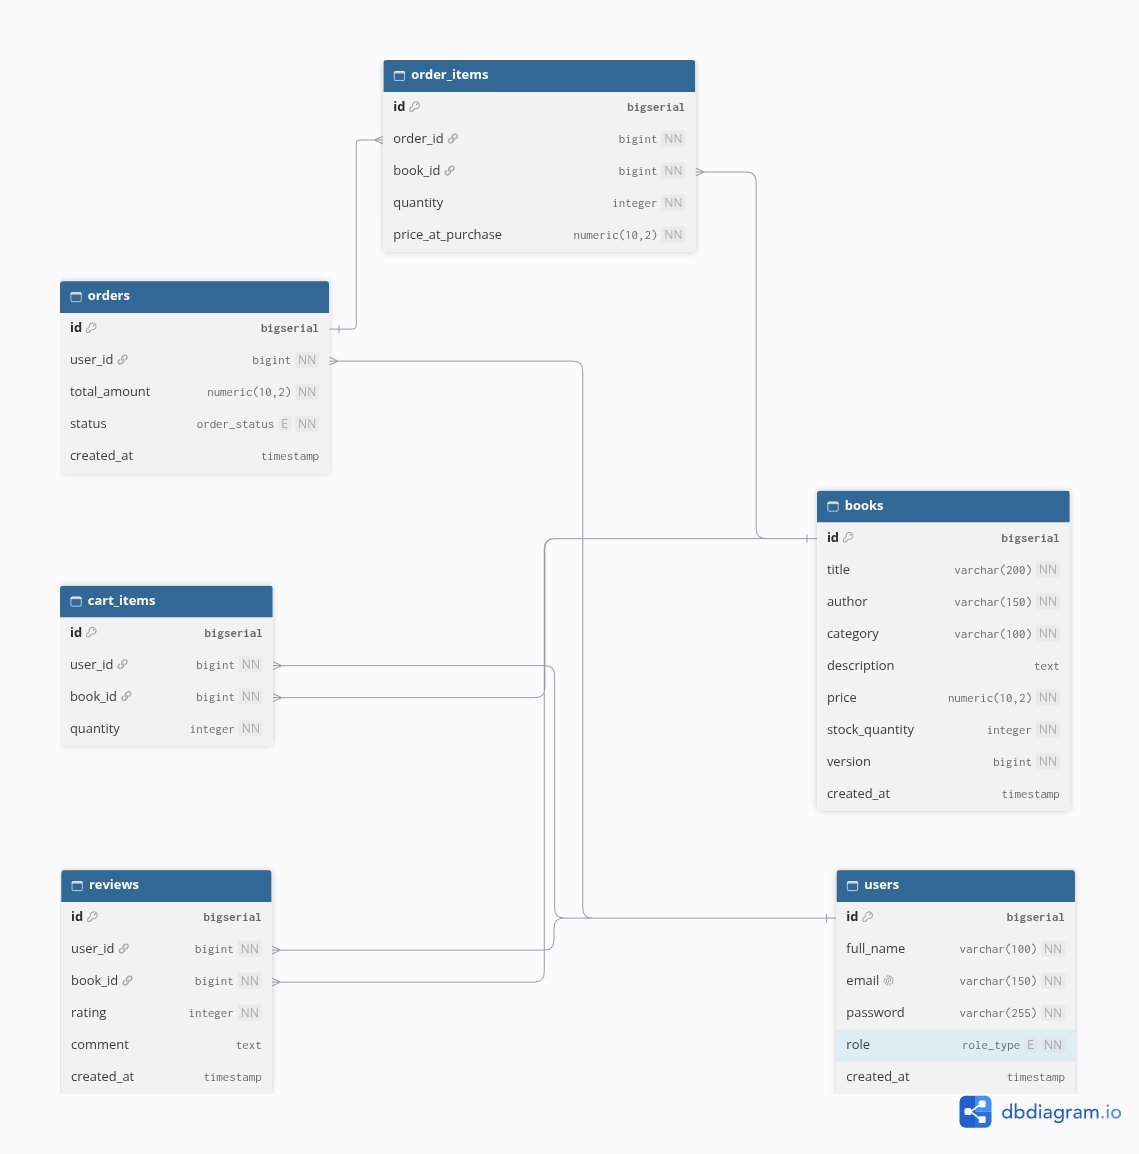 order_items
id bigserial
order_id bigint NN
book_id bigint NN
quantity integer NN
price_at_purchase numeric(10,2) NN
orders
id bigserial
user_id bigint NN
total_amount numeric(10,2) NN
status order_status E NN
created_at timestamp
books
id bigserial
title varchar(200) NN
author varchar(150) NN
category varchar(100) NN
description text
price numeric(10,2) NN
stock_quantity integer NN
version bigint NN
created_at timestamp
cart_items
id bigserial
user_id bigint NN
book_id bigint NN
quantity integer NN
reviews
id bigserial
user_id bigint NN
book_id bigint NN
rating integer NN
comment text
created_at timestamp
users
id bigserial
full_name varchar(100) NN
email varchar(150) NN
password varchar(255) NN
role role_type E NN
created_at timestamp
dbdiagram.io